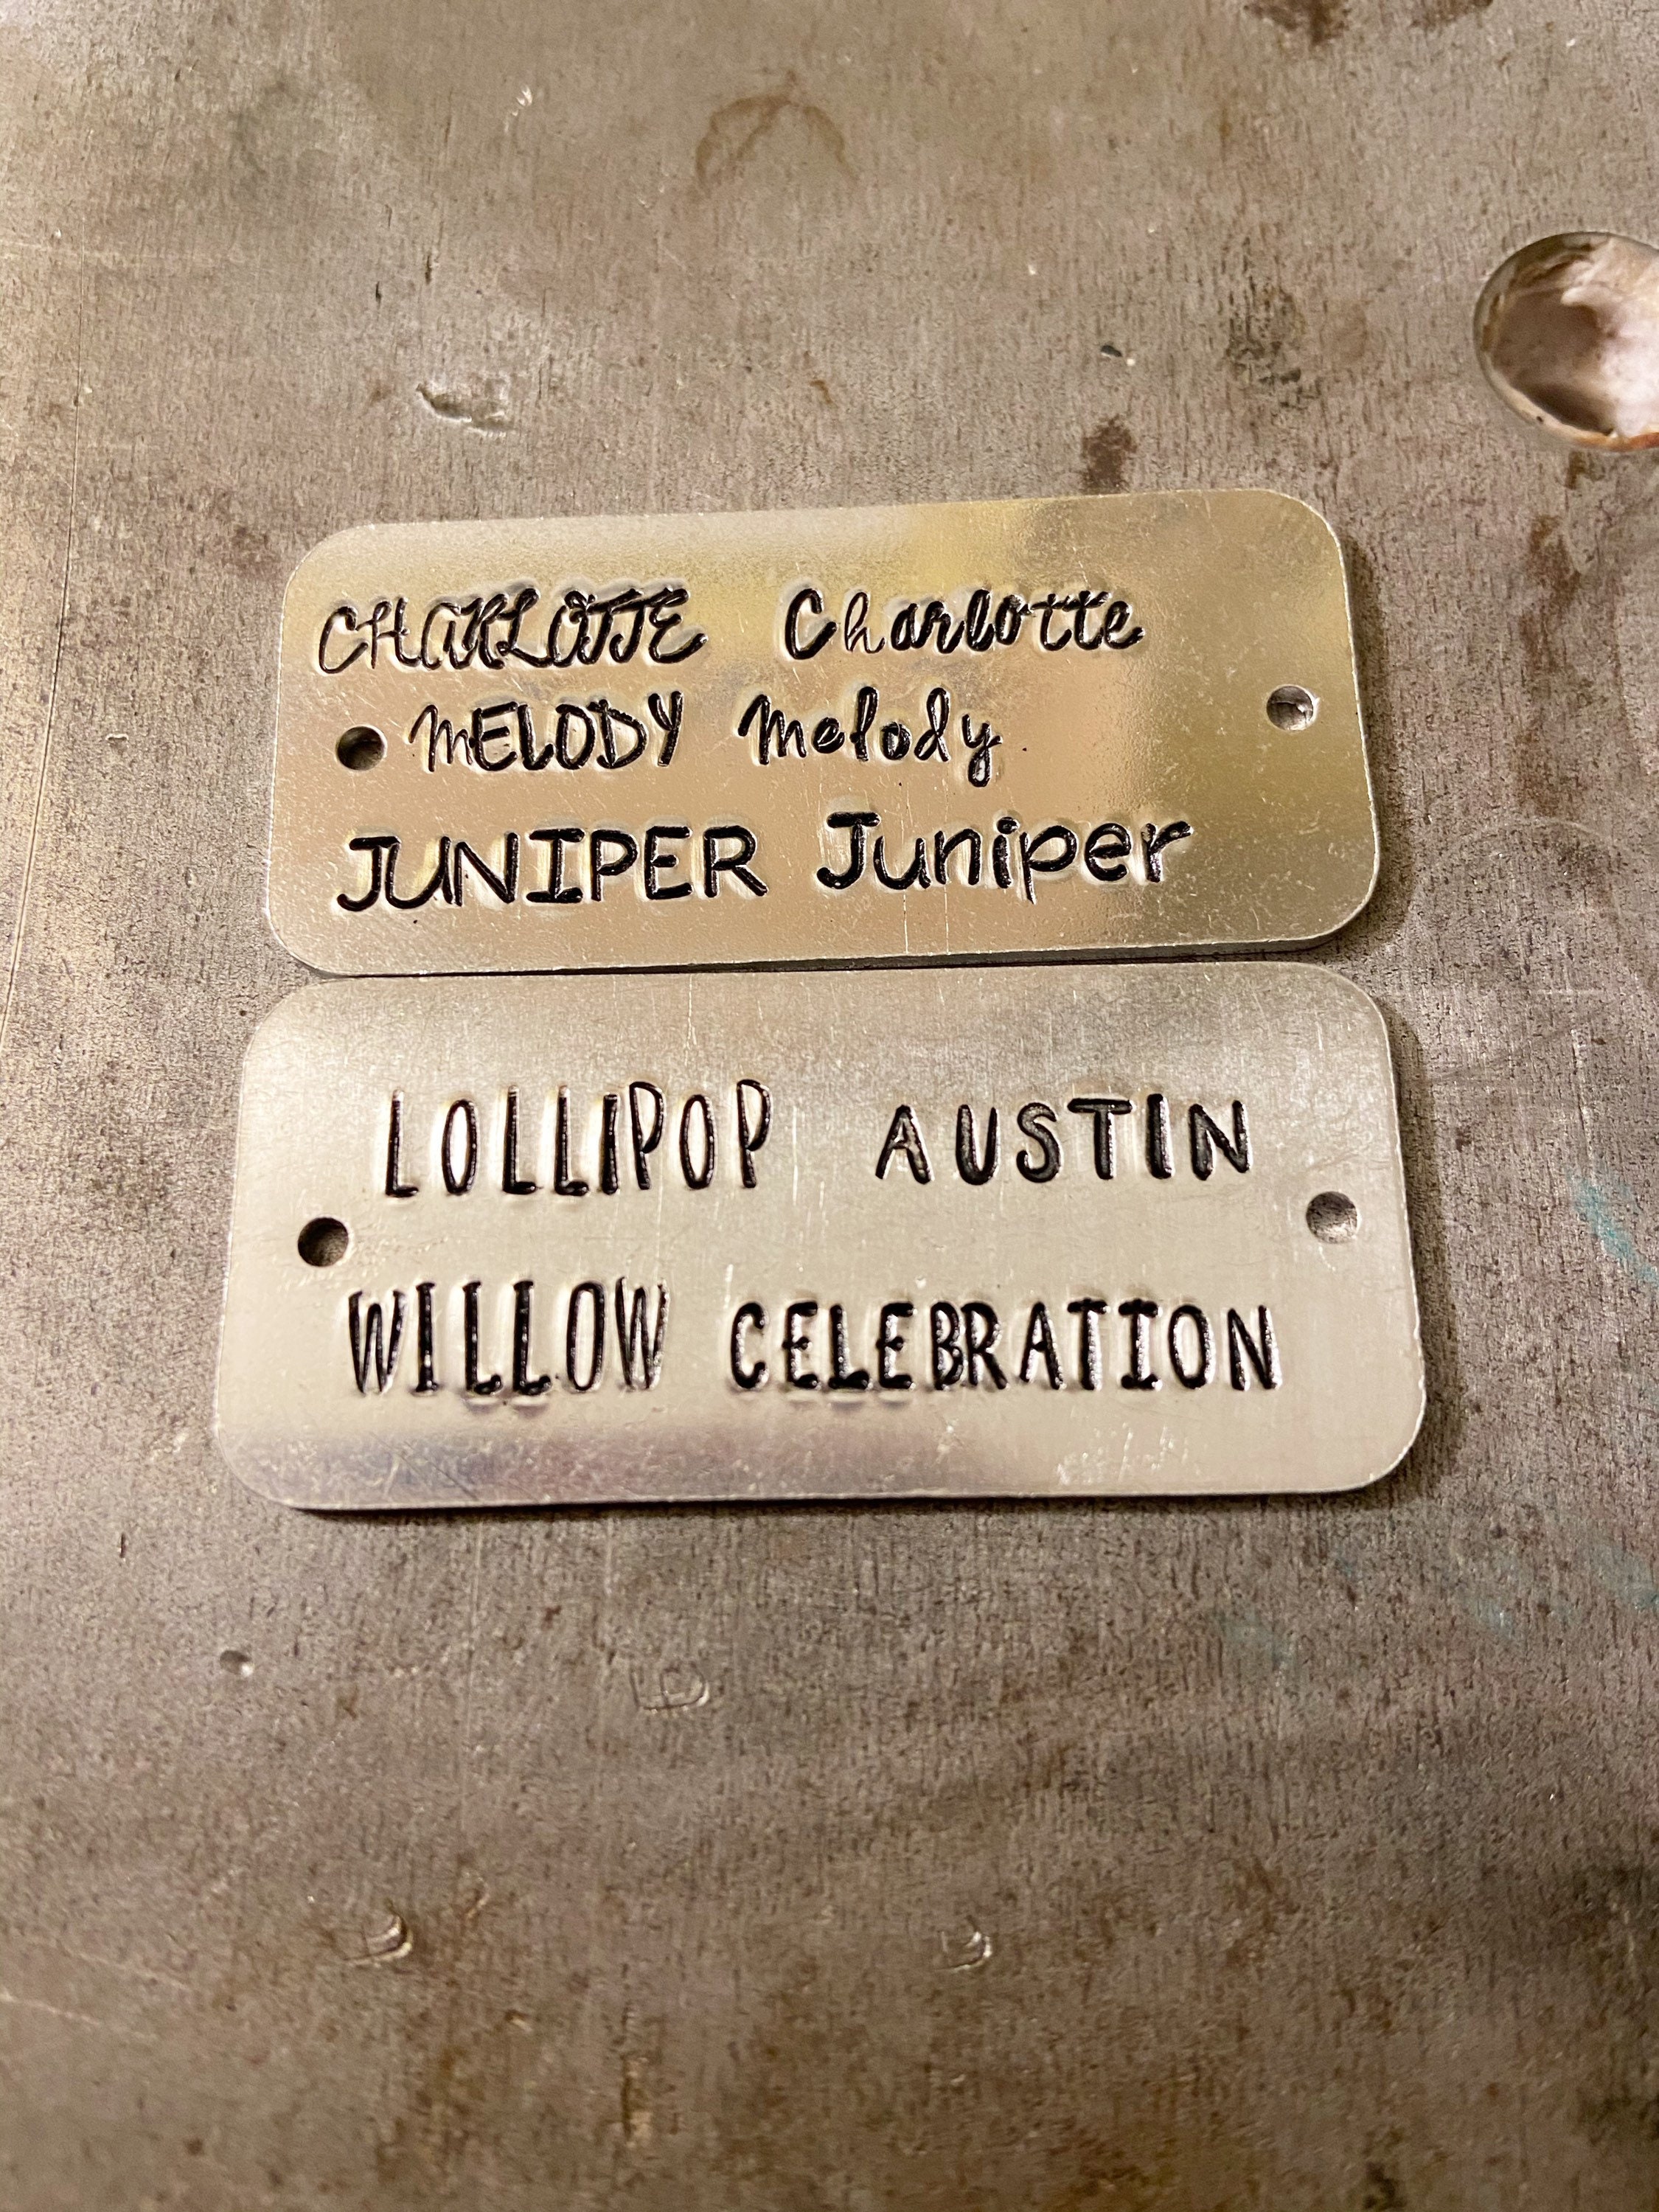 CHARLOTTE Charlotte
MELODY Melody
JUNIPER Juniper
LOLLIPOP AUSTIN
WILLOW CELEBRATION